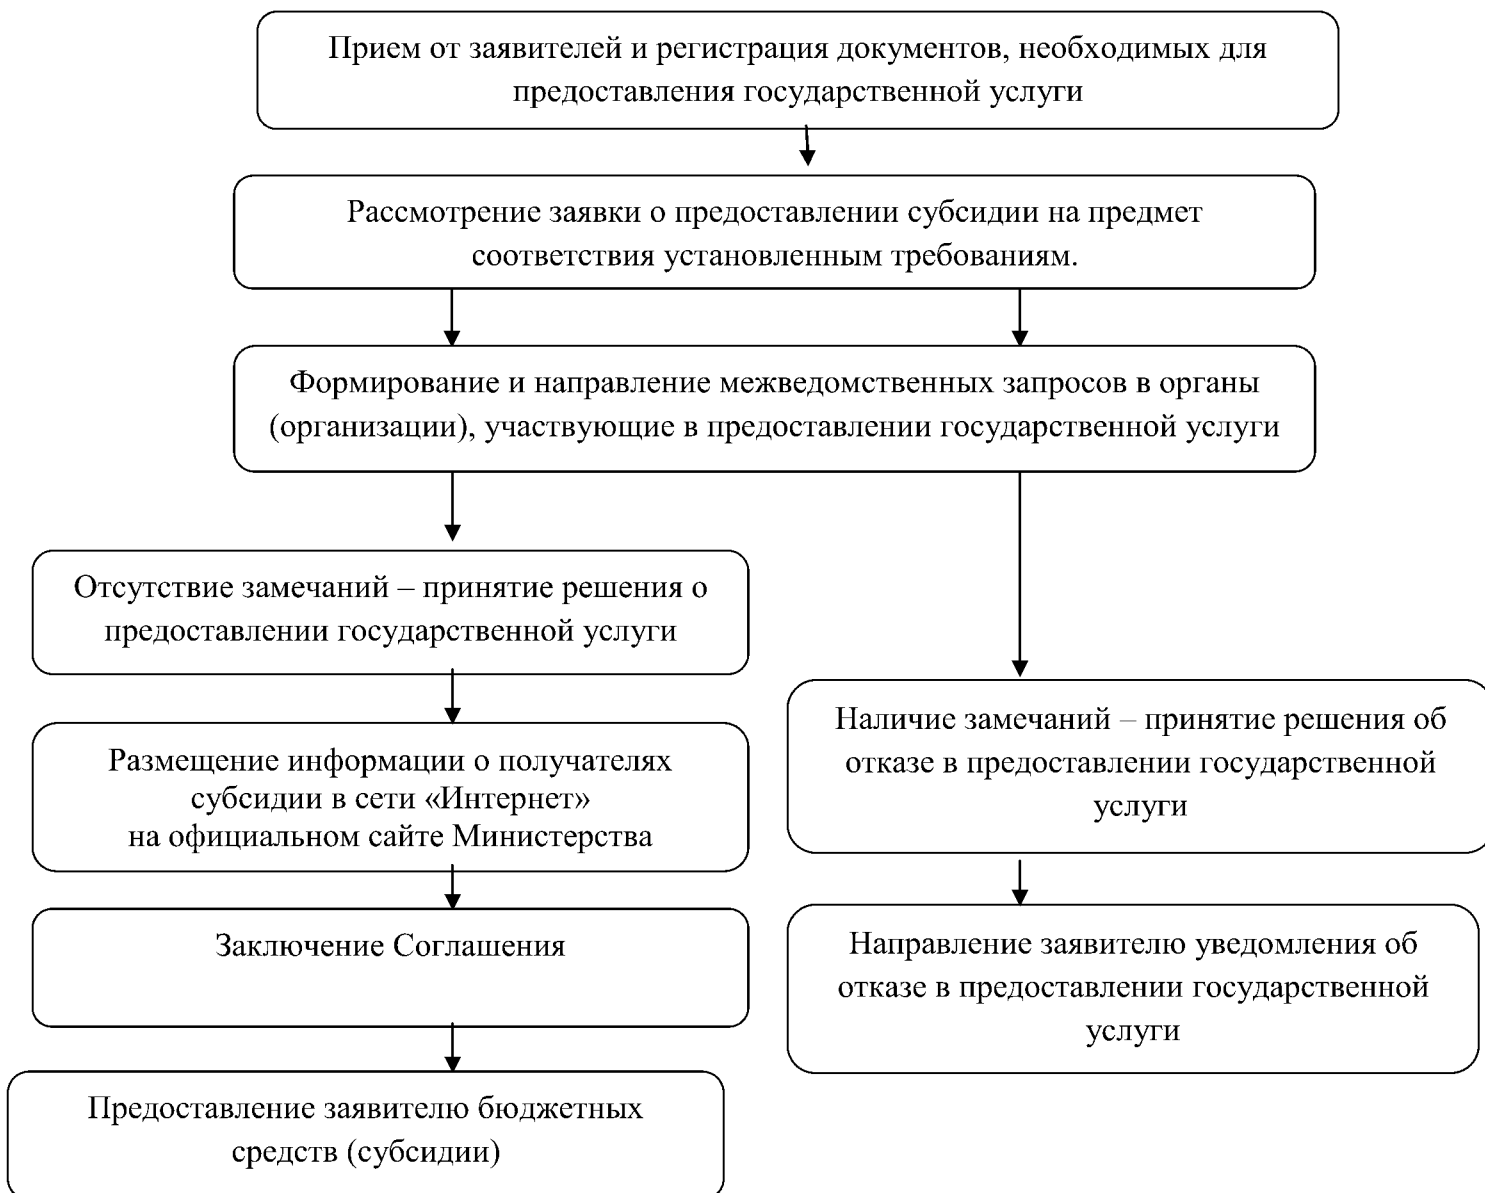 Прием от заявителей и регистрация документов, необходимых для
предоставления государственной услуги
Рассмотрение заявки о предоставлении субсидии на предмет
соответствия установленным требованиям.
Формирование и направление межведомственных запросов в органы
(организации), участвующие в предоставлении государственной услуги
Отсутствие замечаний – принятие решения о
предоставлении государственной услуги
Размещение информации о получателях
субсидии в сети «Интернет»
на официальном сайте Министерства
Заключение Соглашения
Предоставление заявителю бюджетных
средств (субсидии)
Наличие замечаний – принятие решения об
отказе в предоставлении государственной
услуги
Направление заявителю уведомления об
отказе в предоставлении государственной
услуги